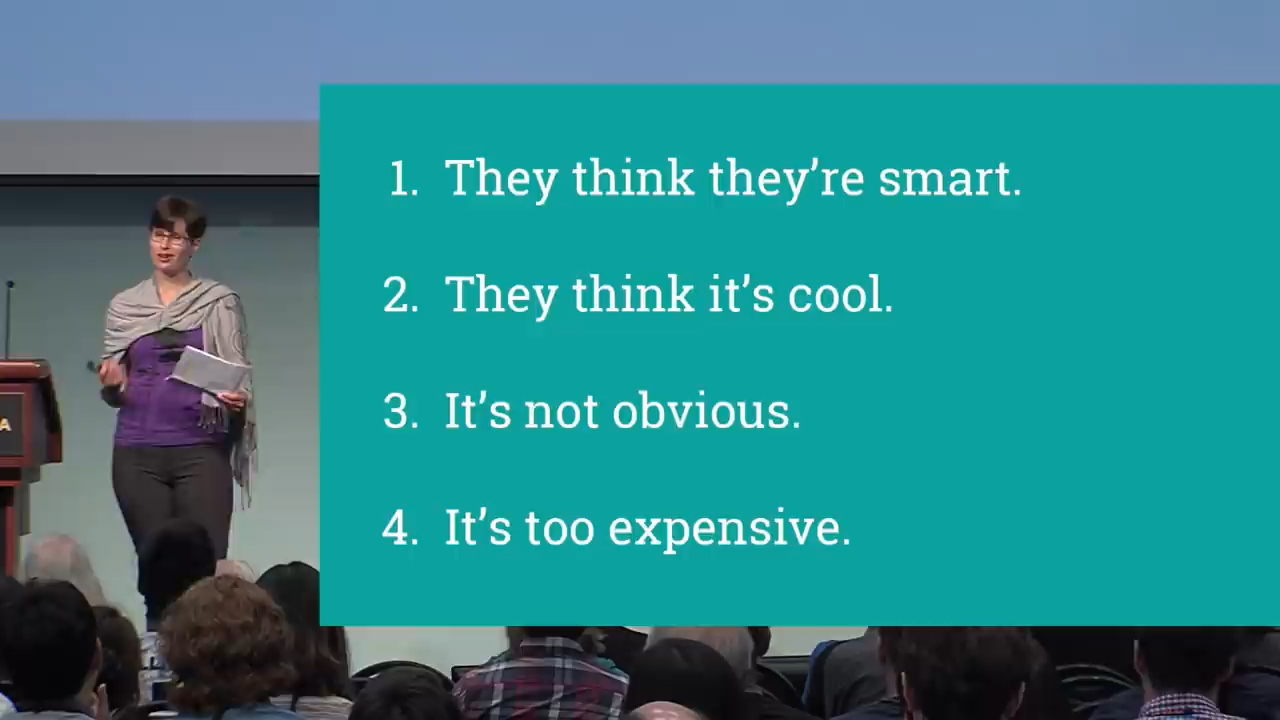 1. They think they're smart.
2. They think it's cool.
3. It's not obvious.
4. It's too expensive.
A